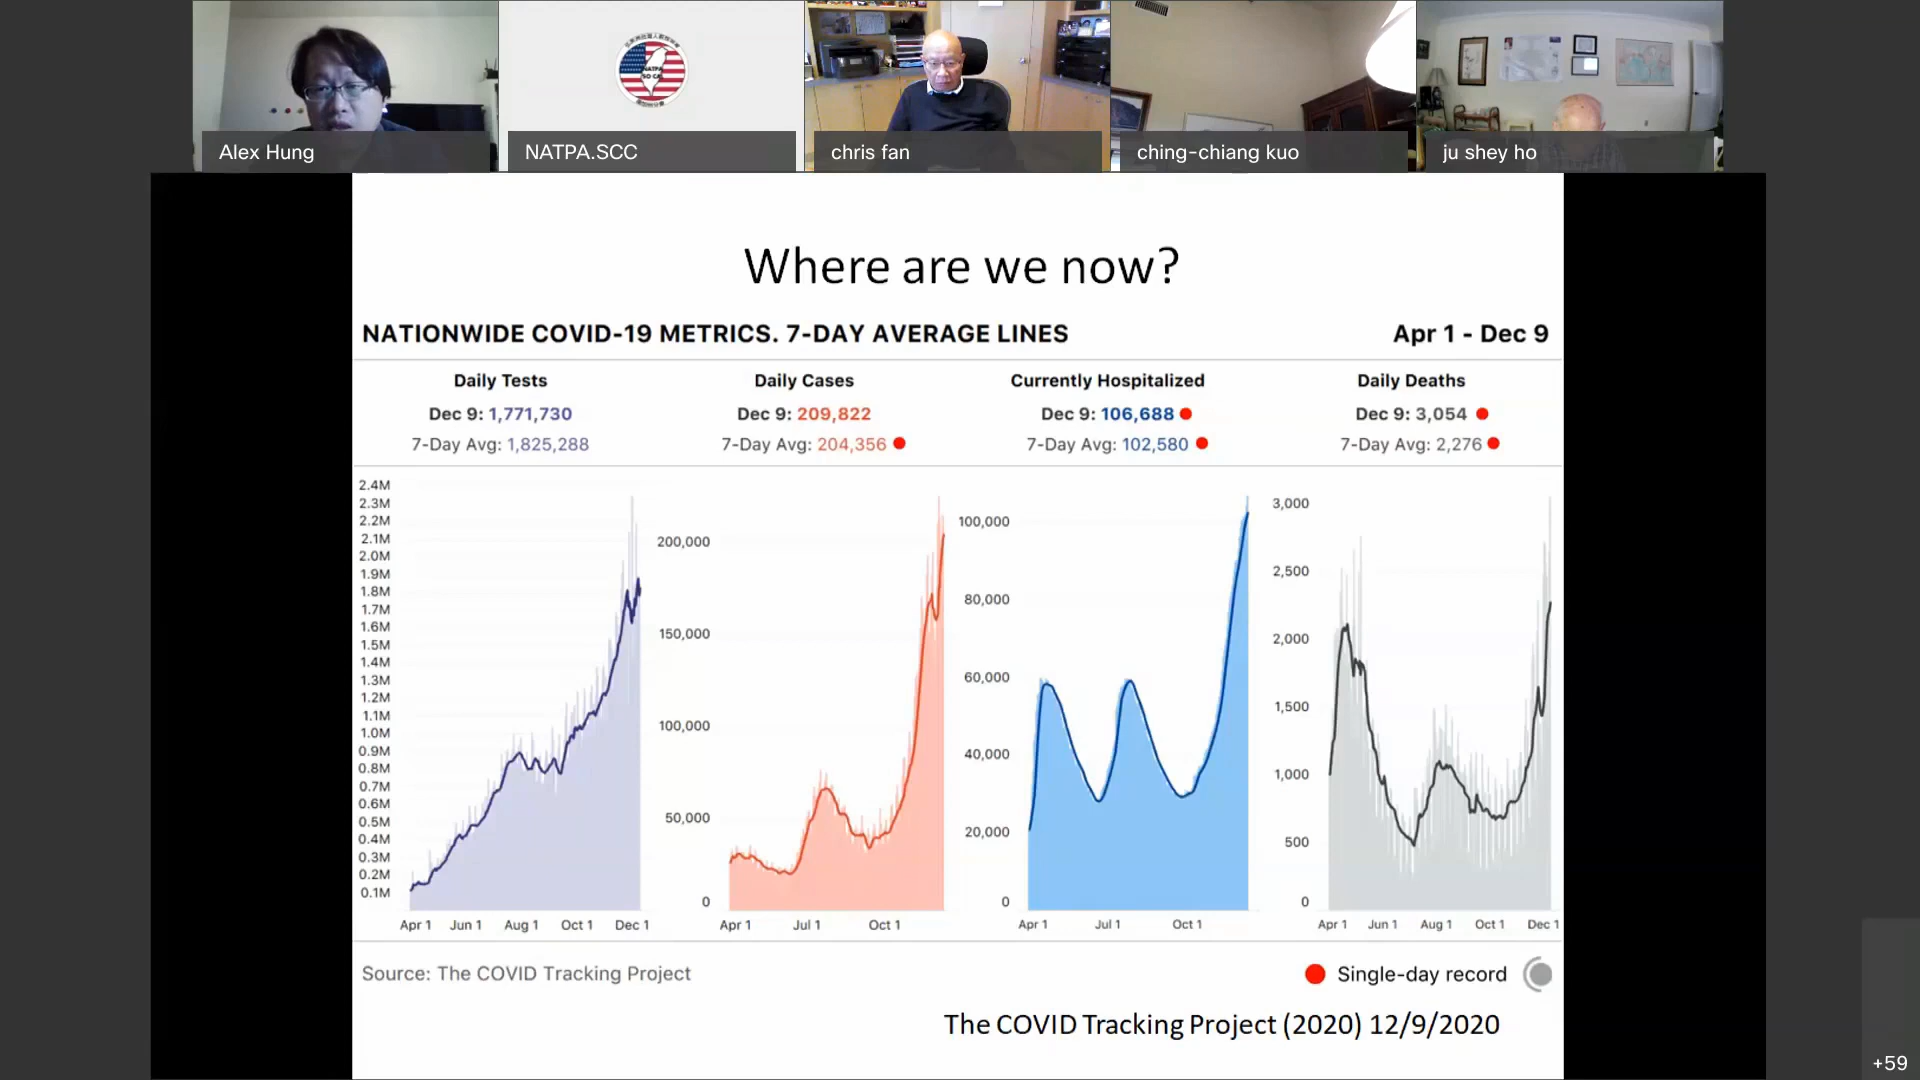 Alex Hung
NATPA.SCC
chris fan
ching-chiang kuo
ju shey ho
NATPA
SO CAL
Where are we now?
NATIONWIDE COVID-19 METRICS. 7-DAY AVERAGE LINES
Apr 1 - Dec 9
Daily Tests
Dec 9: 1,771,730
7-Day Avg: 1,825,288
Daily Cases
Dec 9: 209,822
7-Day Avg: 204,356
Currently Hospitalized
Dec 9: 106,688
7-Day Avg: 102,580
Daily Deaths
Dec 9: 3,054
7-Day Avg: 2,276
2.4M
2.3M
2.2M
2.1M
2.0M
1.9M
1.8M
1.7M
1.6M
1.5M
1.4M
1.3M
1.2M
1.1M
1.0M
0.9M
0.8M
0.7M
0.6M
0.5M
0.4M
0.3M
0.2M
0.1M
Apr 1 Jun 1 Aug 1 Oct 1 Dec 1
200,000
150,000
100,000
50,000
0
Apr 1 Jul 1 Oct 1
100,000
80,000
60,000
40,000
20,000
0
Apr 1 Jul 1 Oct 1
3,000
2,500
2,000
1,500
1,000
500
0
Apr 1 Jun 1 Aug 1 Oct 1 Dec 1
Source: The COVID Tracking Project
Single-day record
The COVID Tracking Project (2020) 12/9/2020
+59